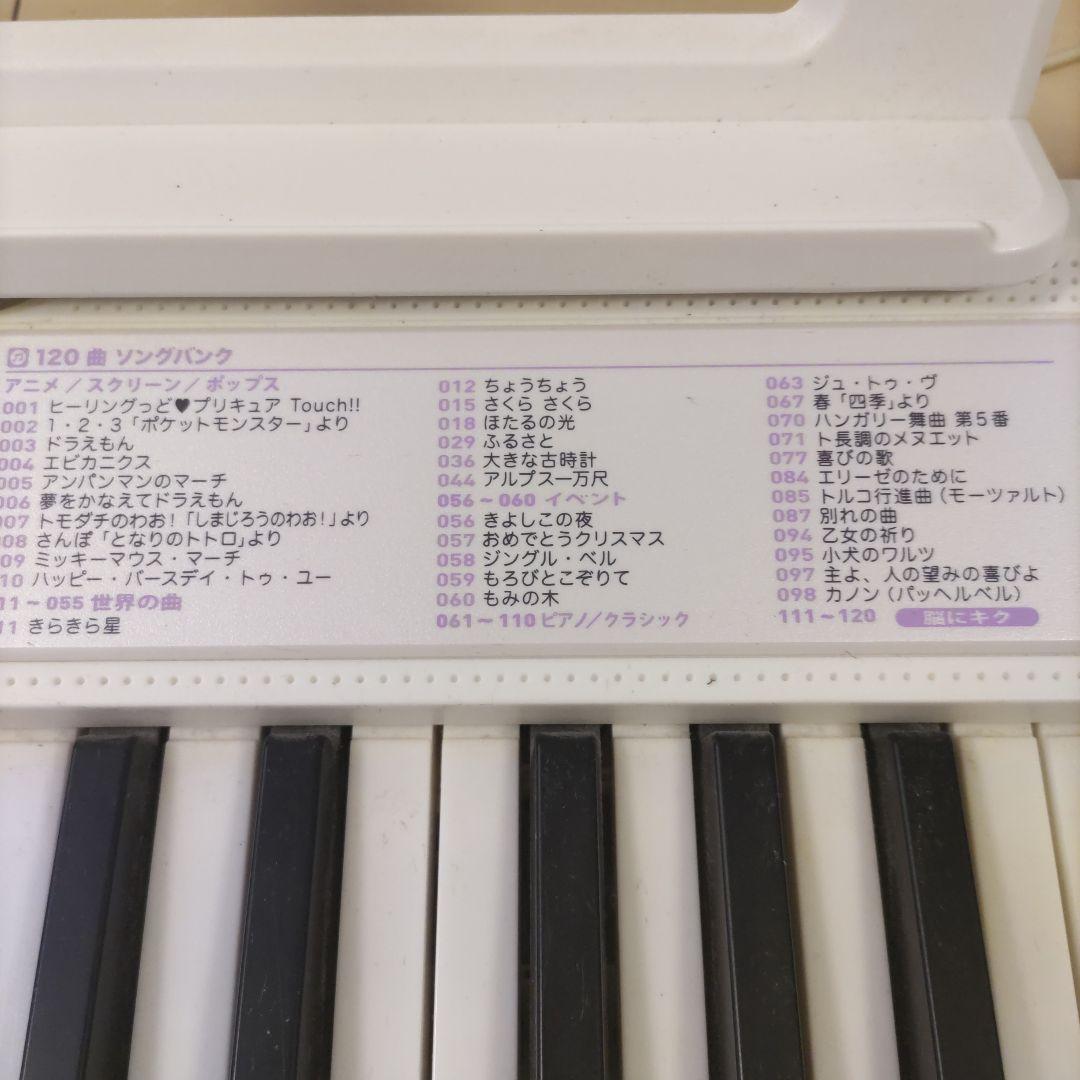 120 曲 ソングバンク
アニメ／スクリーン／ポップス
001 ヒーリングっど♥プリキュア Touch!!
002 1・2・3「ポケットモンスター」より
003 ドラえもん
004 エビカニクス
005 アンパンマンのマーチ
006 夢をかなえてドラえもん
007 トモダチのわお!「しまじろうのわお!」より
08 さんぽ「となりのトトロ」より
09 ミッキーマウス・マーチ
10 ハッピー・バースデイ・トゥ・ユー
11～055 世界の曲
11 きらきら星
012 ちょうちょう
015 さくら さくら
018 ほたるの光
029 ふるさと
036 大きな古時計
044 アルプス一万尺
056～060 イベント
056 きよしこの夜
057 おめでとうクリスマス
058 ジングル・ベル
059 もろびとこぞりて
060 もみの木
061～110 ピアノ／クラシック
063 ジュ・トゥ・ヴ
067 春「四季」より
070 ハンガリー舞曲 第5番
071 ト長調のメヌエット
077 喜びの歌
084 エリーゼのために
085 トルコ行進曲（モーツァルト）
087 別れの曲
094 乙女の祈り
095 小犬のワルツ
097 主よ、人の望みの喜びよ
098 カノン（パッヘルベル）
111～120 脳にキク